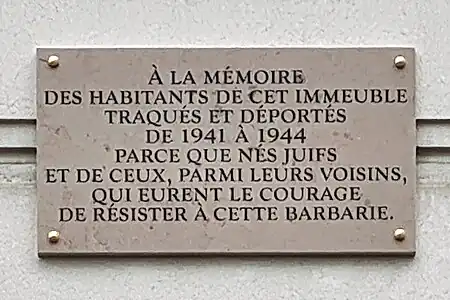 À LA MÉMOIRE
DES HABITANTS DE CET IMMEUBLE
TRAQUÉS ET DÉPORTÉS
DE 1941 À 1944
PARCE QUE NÉS JUIFS
ET DE CEUX, PARMI LEURS VOISINS,
QUI EURENT LE COURAGE
DE RÉSISTER À CETTE BARBARIE.